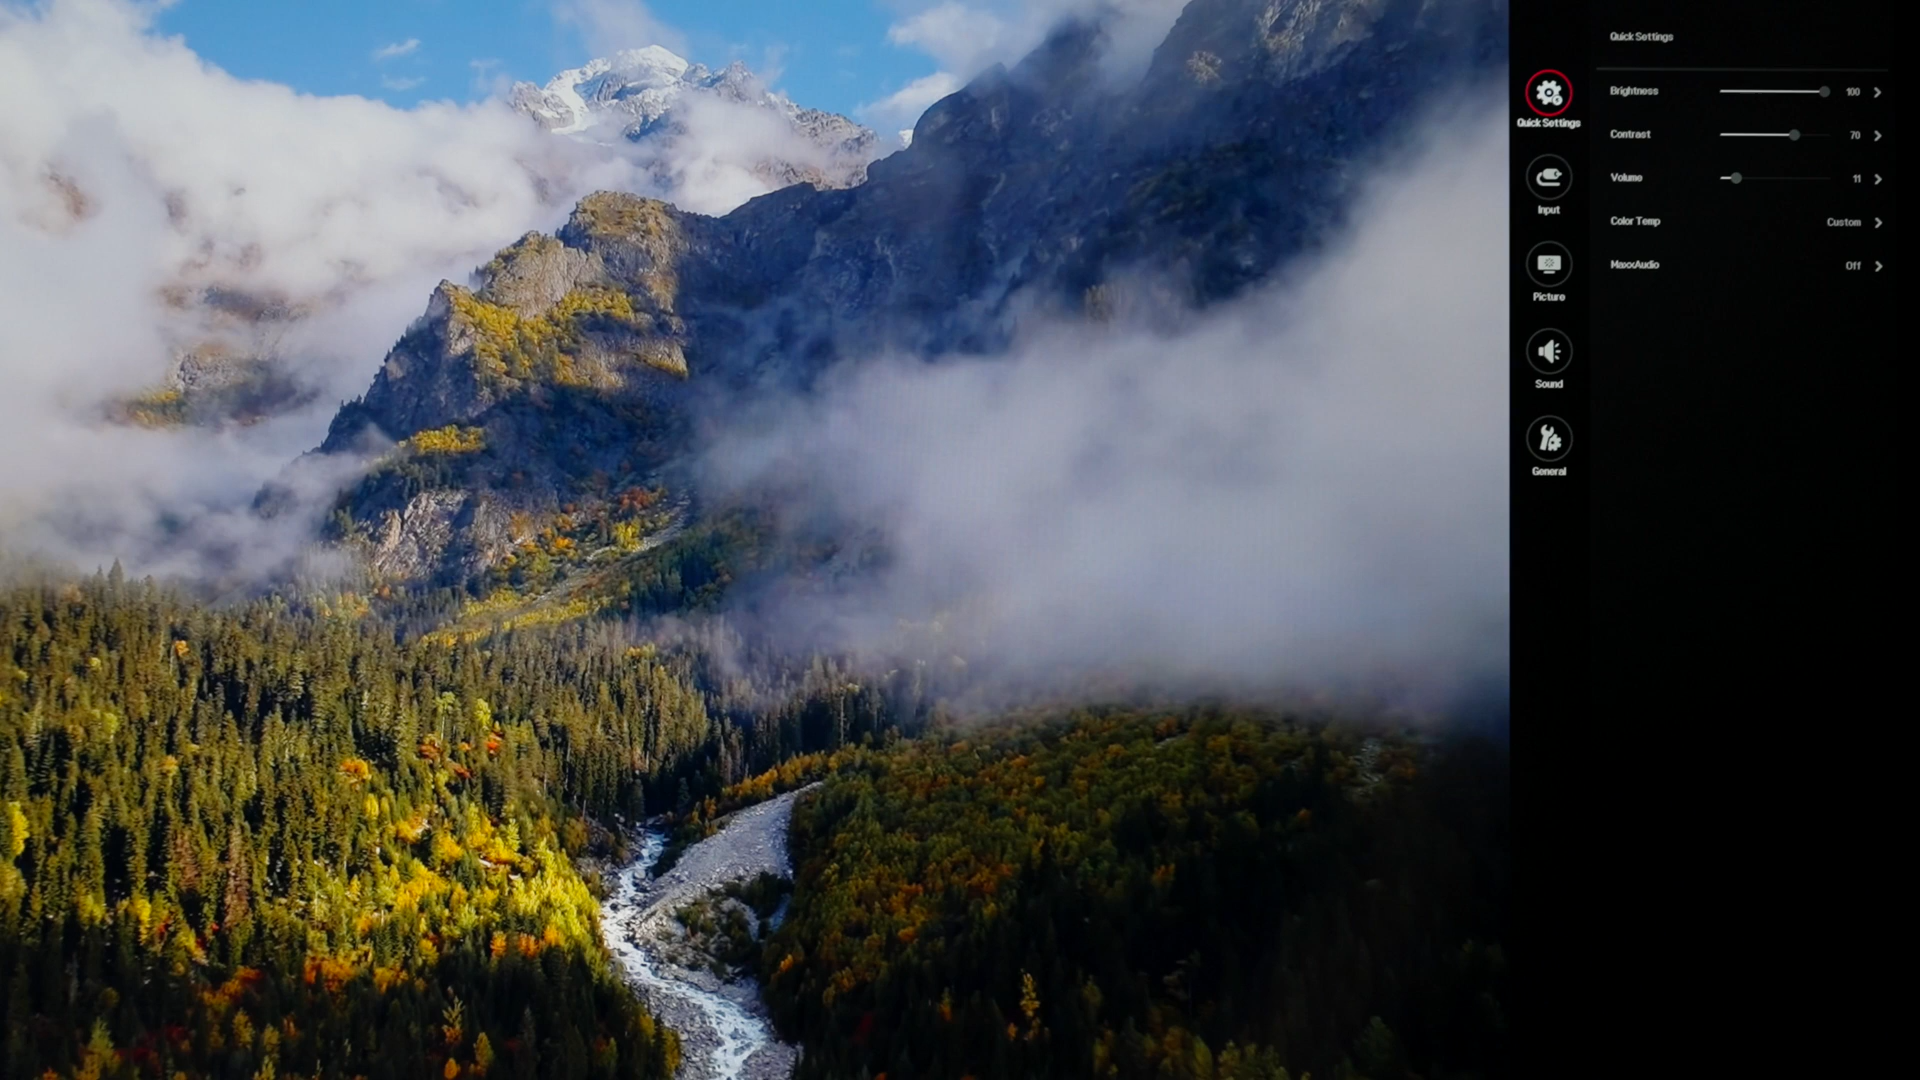 Quick Settings
Quick Settings
Input
Picture
Sound
General
Brightness 100
Contrast 70
Volume 11
Color Temp Custom
MaxxAudio Off